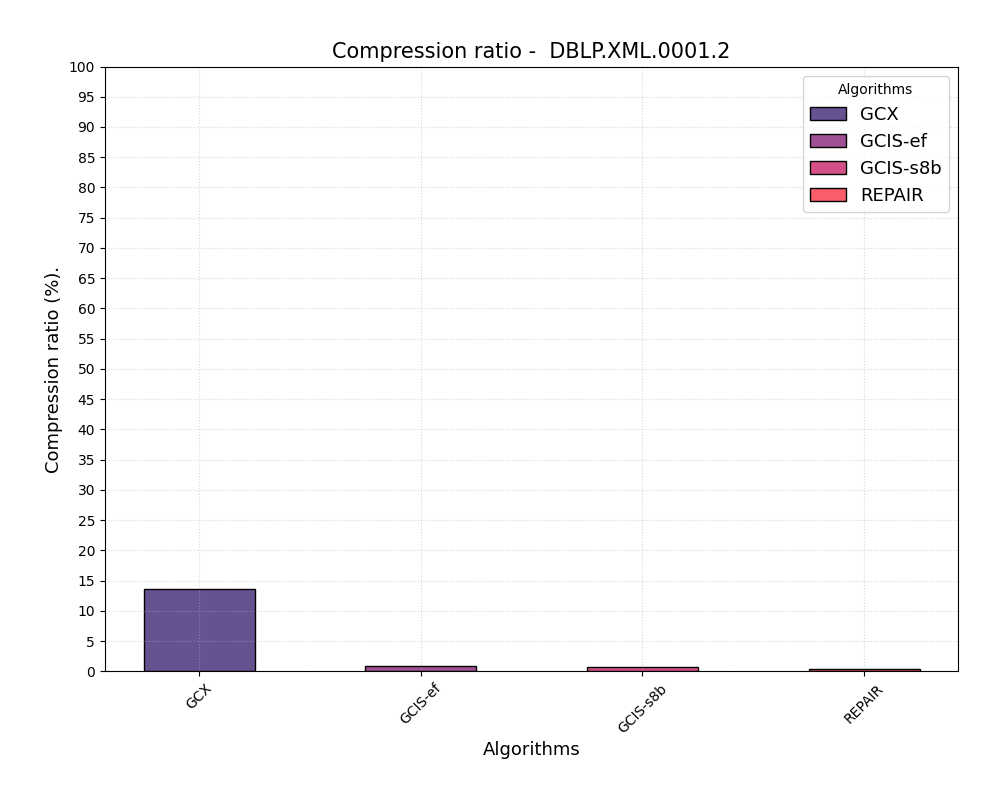 Compression ratio -  DBLP.XML.0001.2
100
95
90
85
80
75
70
65
60
55
50
45
40
35
30
25
20
15
10
5
0
Compression ratio (%).
Algorithms
GCX
GCIS-ef
GCIS-s8b
REPAIR
GCX
GCIS-ef
GCIS-s8b
REPAIR
Algorithms